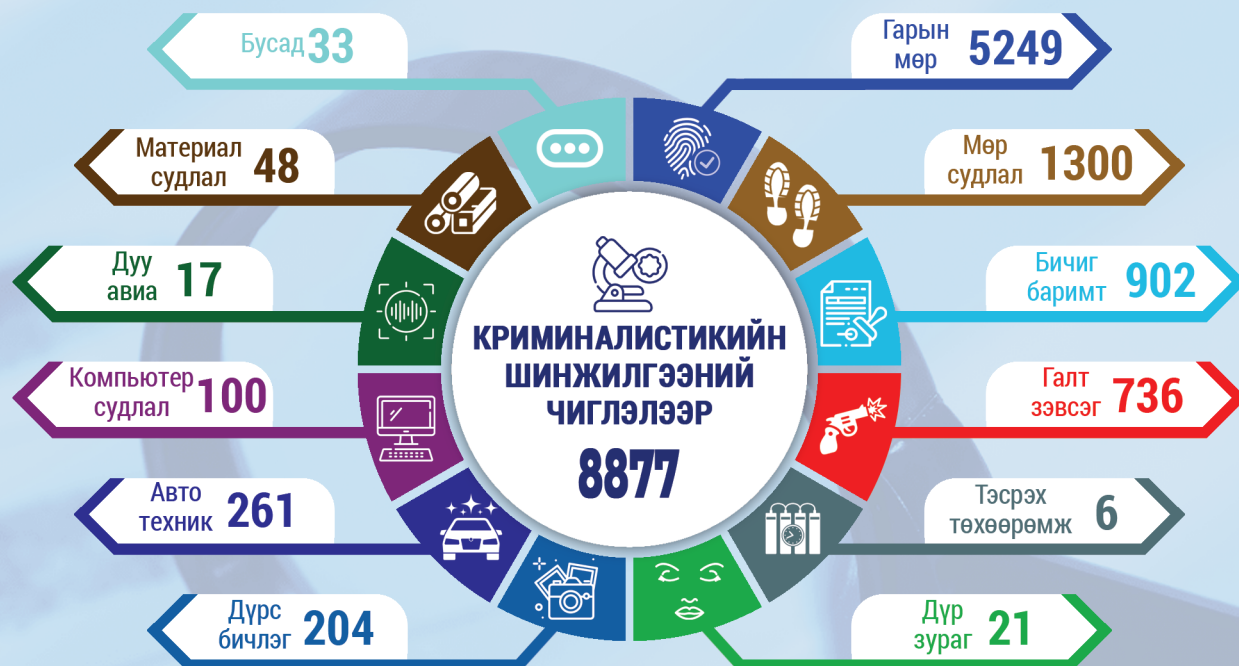 Бусад 33
Гарын
мөр 5249
Материал
судлал 48
Мөр
судлал 1300
Дуу
авиа 17
Бичиг
баримт 902
Компьютер
судлал 100
Галт
зэвсэг 736
Авто
техник 261
Тэсрэх
төхөөрөмж 6
Дүрс
бичлэг 204
Дүр
зураг 21
КРИМИНАЛИСТИКИЙН
ШИНЖИЛГЭЭНИЙ
ЧИГЛЭЛЭЭР
8877